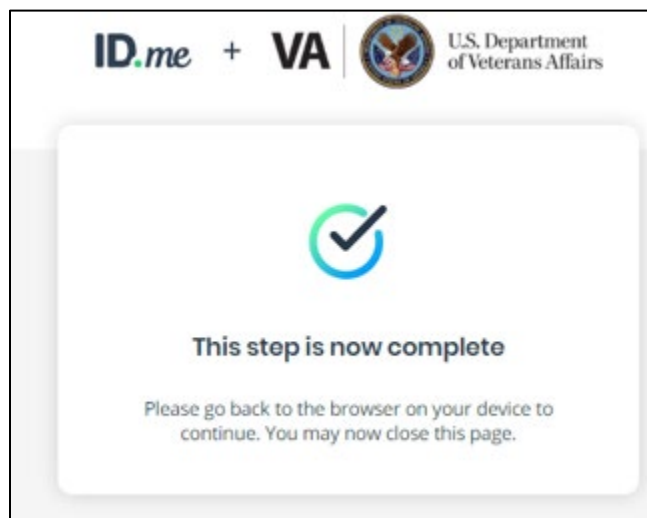 ID.me + VA U.S. Department
of Veterans Affairs
This step is now complete
Please go back to the browser on your device to
continue. You may now close this page.